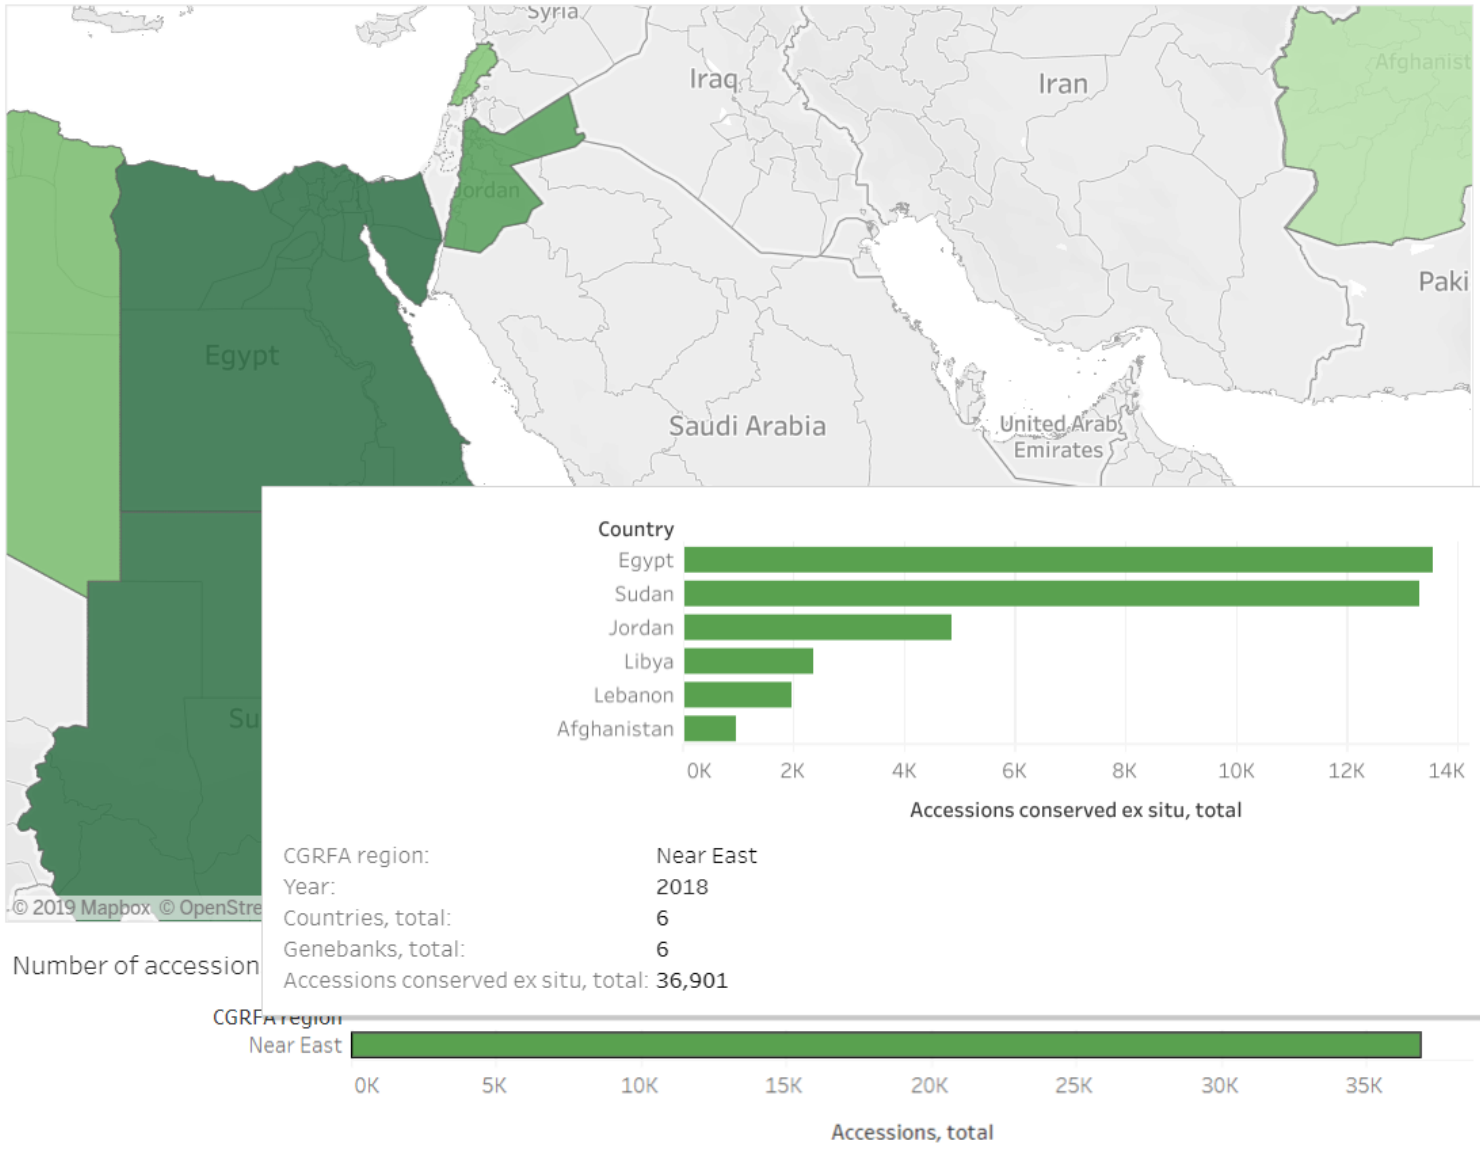 Syria
Iraq
Iran
Afghanist
Jordan
Paki
Egypt
Saudi Arabia
United Arab
Emirates
Su
© 2019 Mapbox © OpenStre
Country
Egypt
Sudan
Jordan
Libya
Lebanon
Afghanistan
0K 2K 4K 6K 8K 10K 12K 14K
Accessions conserved ex situ, total
CGRFA region: Near East
Year: 2018
Countries, total: 6
Genebanks, total: 6
Accessions conserved ex situ, total: 36,901
Number of accession
CGRFA region
Near East
0K 5K 10K 15K 20K 25K 30K 35K
Accessions, total